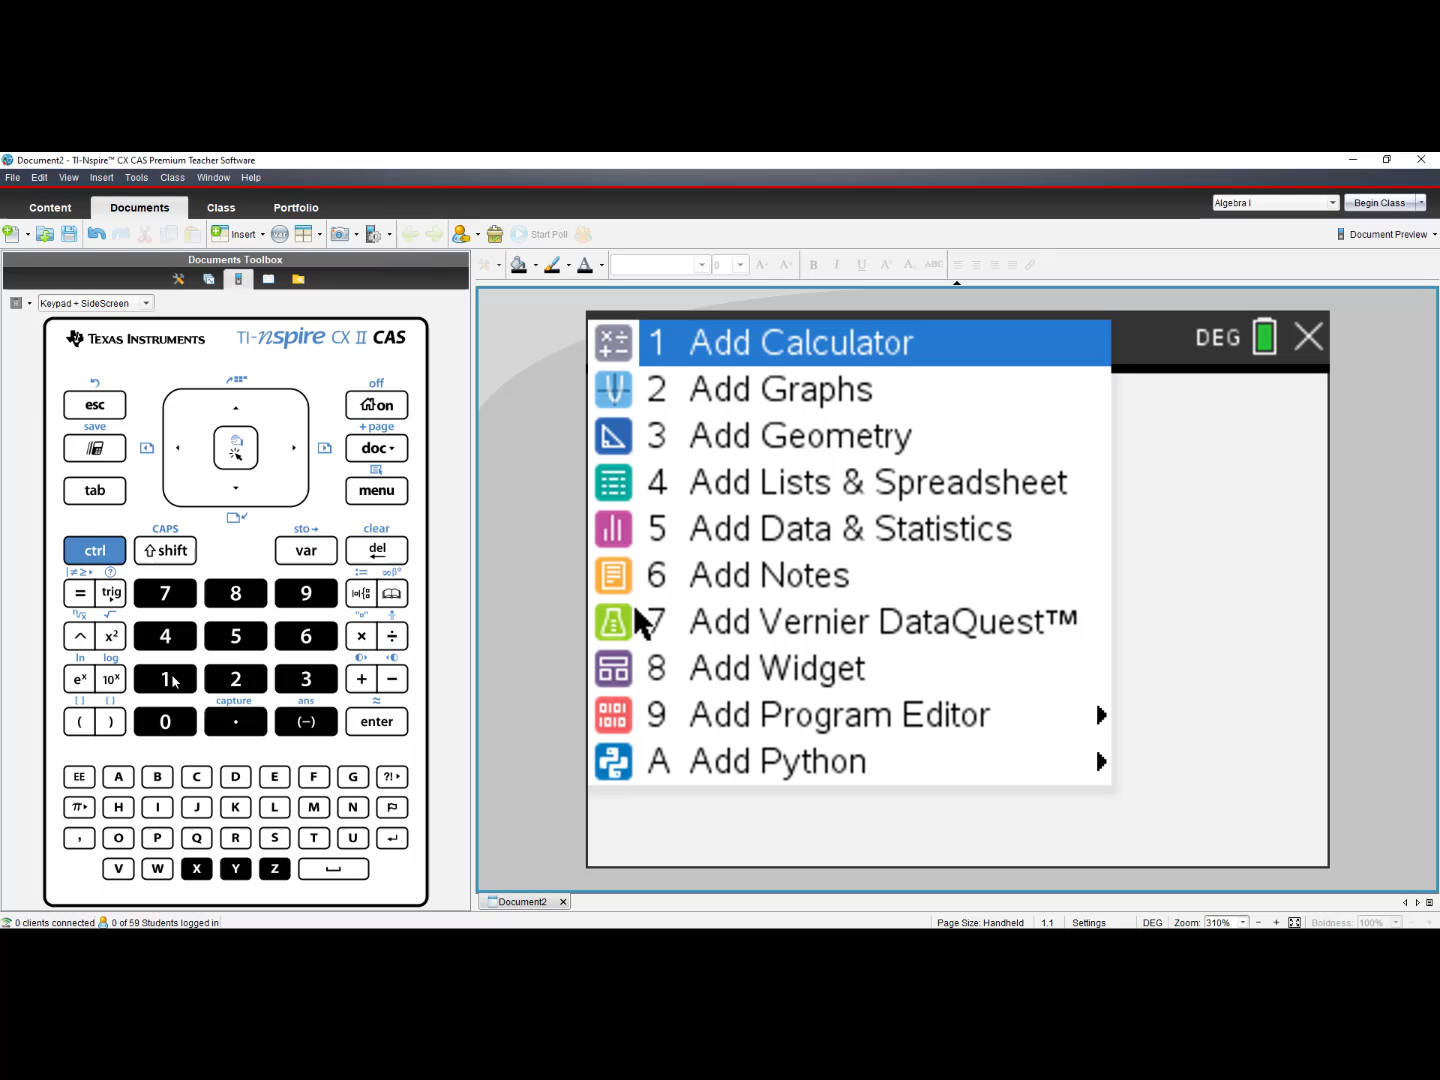 Document2 - TI-Nspire™ CX CAS Premium Teacher Software
File Edit View Insert Tools Class Window Help
Content Documents Class Portfolio
Algebra I
Begin Class
Insert
Start Poll
Document Preview
Documents Toolbox
Keypad + SideScreen
0
B I U
TEXAS INSTRUMENTS
TI-nspire CX II CAS
off
esc
on
save
+ page
doc
tab
menu
CAPS
sto→
clear
ctrl
shift
var
del
= trig 7 8 9
^ x² 4 5 6 × ÷
ln log
eˣ 10ˣ 1 2 3 + −
[ ] { } capture ans ≈
( ) 0 . (−) enter
EE A B C D E F G ?!▸
π▸ H I J K L M N
, O P Q R S T U
V W X Y Z
DEG
1 Add Calculator
2 Add Graphs
3 Add Geometry
4 Add Lists & Spreadsheet
5 Add Data & Statistics
6 Add Notes
7 Add Vernier DataQuest™
8 Add Widget
9 Add Program Editor
A Add Python
Document2
0 clients connected 0 of 59 Students logged in
Page Size: Handheld 1.1 Settings DEG Zoom: 310% Boldness: 100%